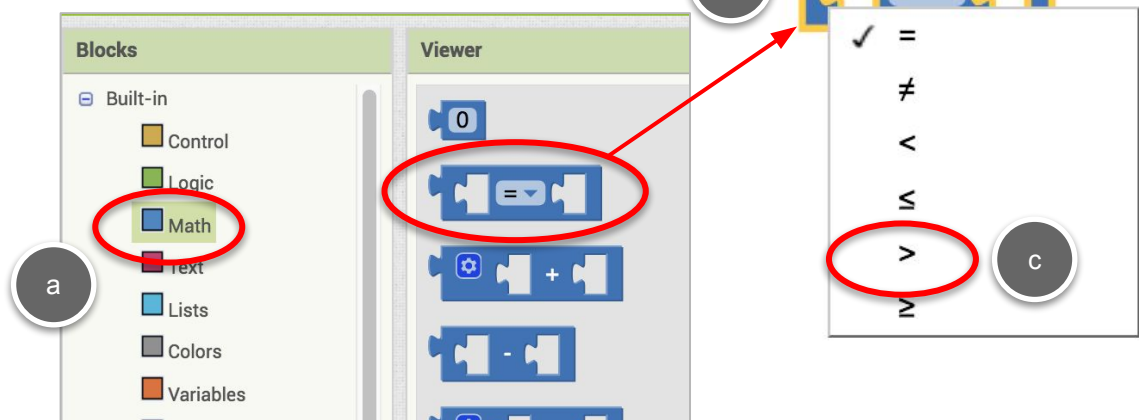 Blocks
Viewer
Built-in
Control
Logic
Math
Text
Lists
Colors
Variables
0
=
+
-
✓ =
≠
<
≤
>
≥
a
c